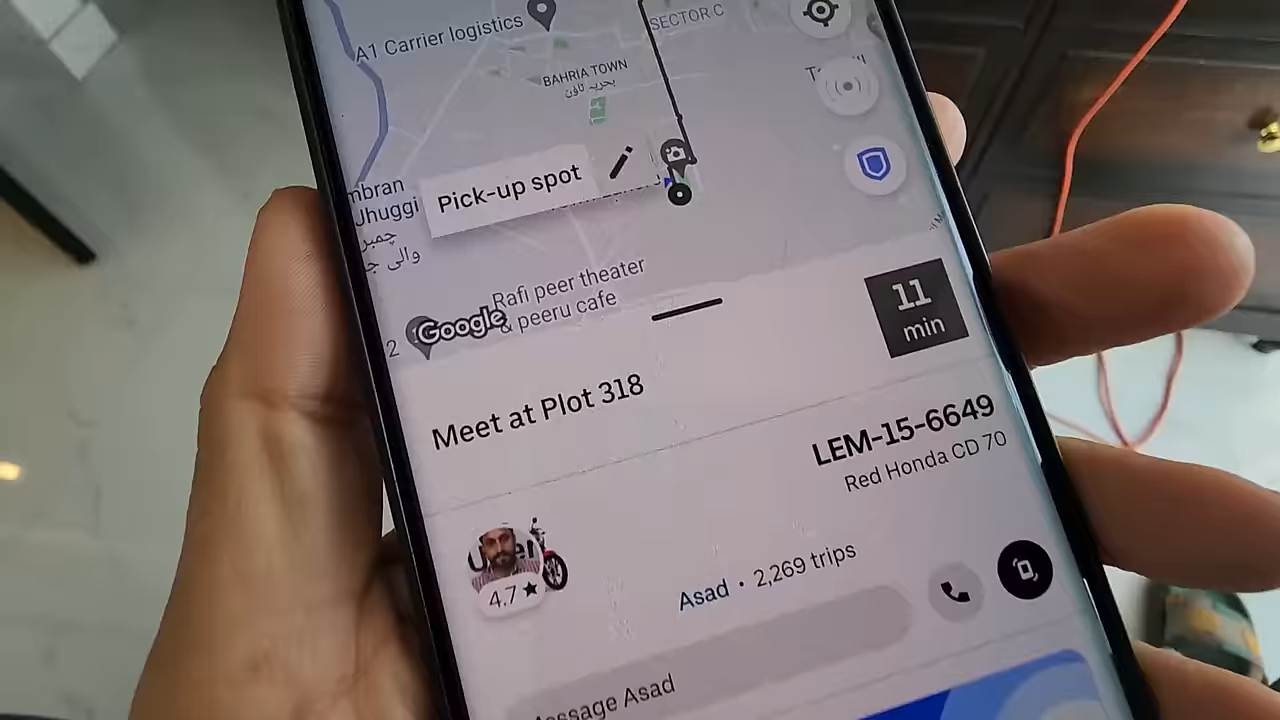 A1 Carrier logistics
SECTOR C
BAHRIA TOWN
بحریہ ٹاؤن
Pick-up spot
mbran
Jhuggi
والی
Rafi peer theater
& peeru cafe
Google
2
11
min
Meet at Plot 318
LEM-15-6649
Red Honda CD 70
4.7 ★
Asad • 2,269 trips
Message Asad